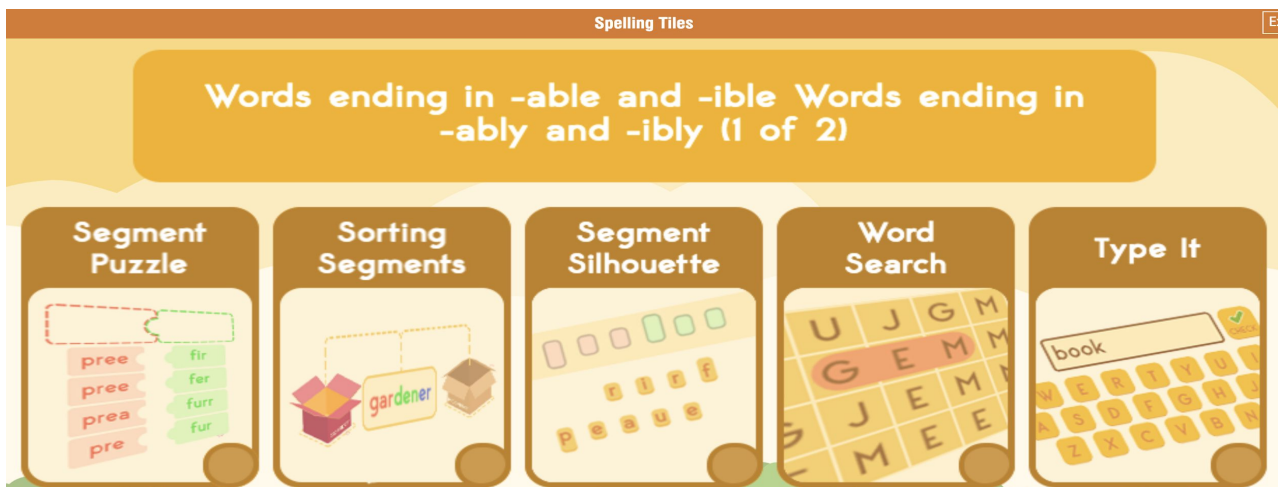 Spelling Tiles
Words ending in -able and -ible Words ending in
-ably and -ibly (1 of 2)
Segment
Puzzle
pree
pree
prea
pre
fir
fer
furr
fur
Sorting
Segments
gardener
Segment
Silhouette
r i r f
p e a u e
Word
Search
U J G M
G E M M
G J E M M
M E E
Type It
book
CHECK
W E R T Y U I
A S D F G H J
Z X C V B N